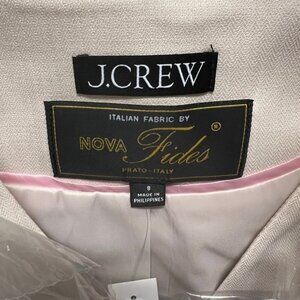 J.CREW
ITALIAN FABRIC BY
NOVA Fides ®
PRATO-ITALY
8
MADE IN
PHILIPPINES